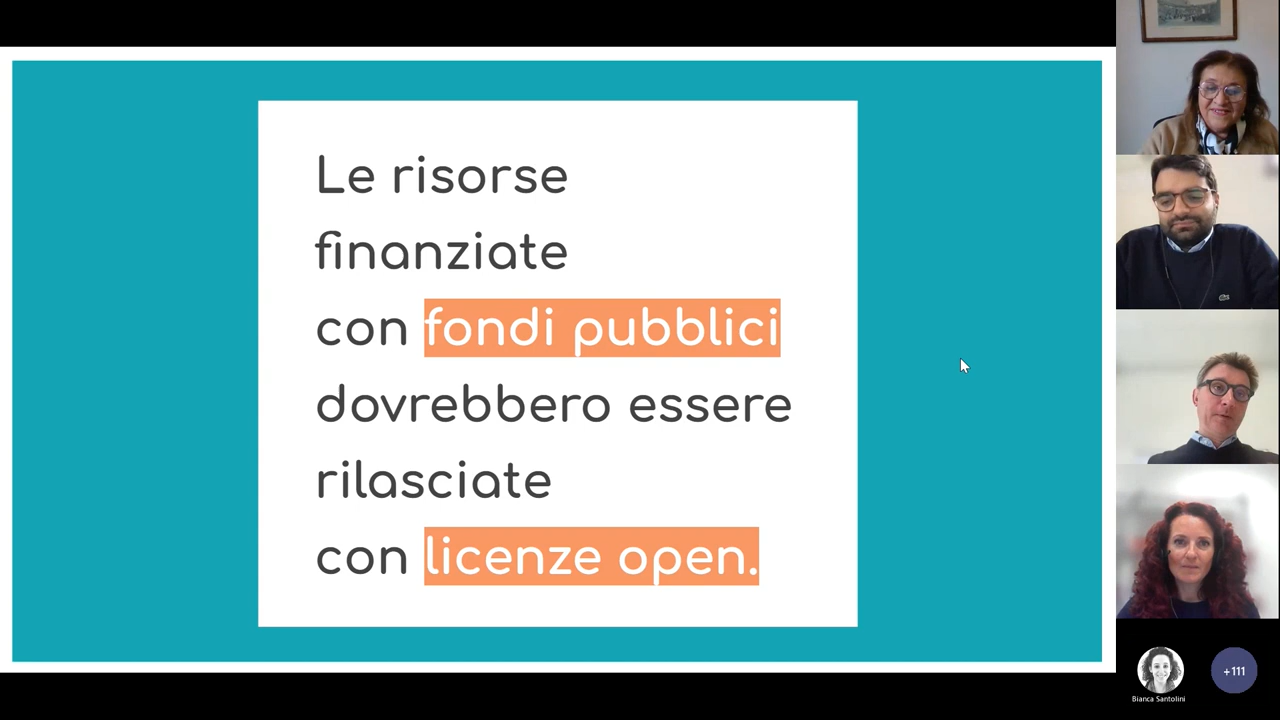 Le risorse
finanziate
con fondi pubblici
dovrebbero essere
rilasciate
con licenze open.
Bianca Santolini
+111